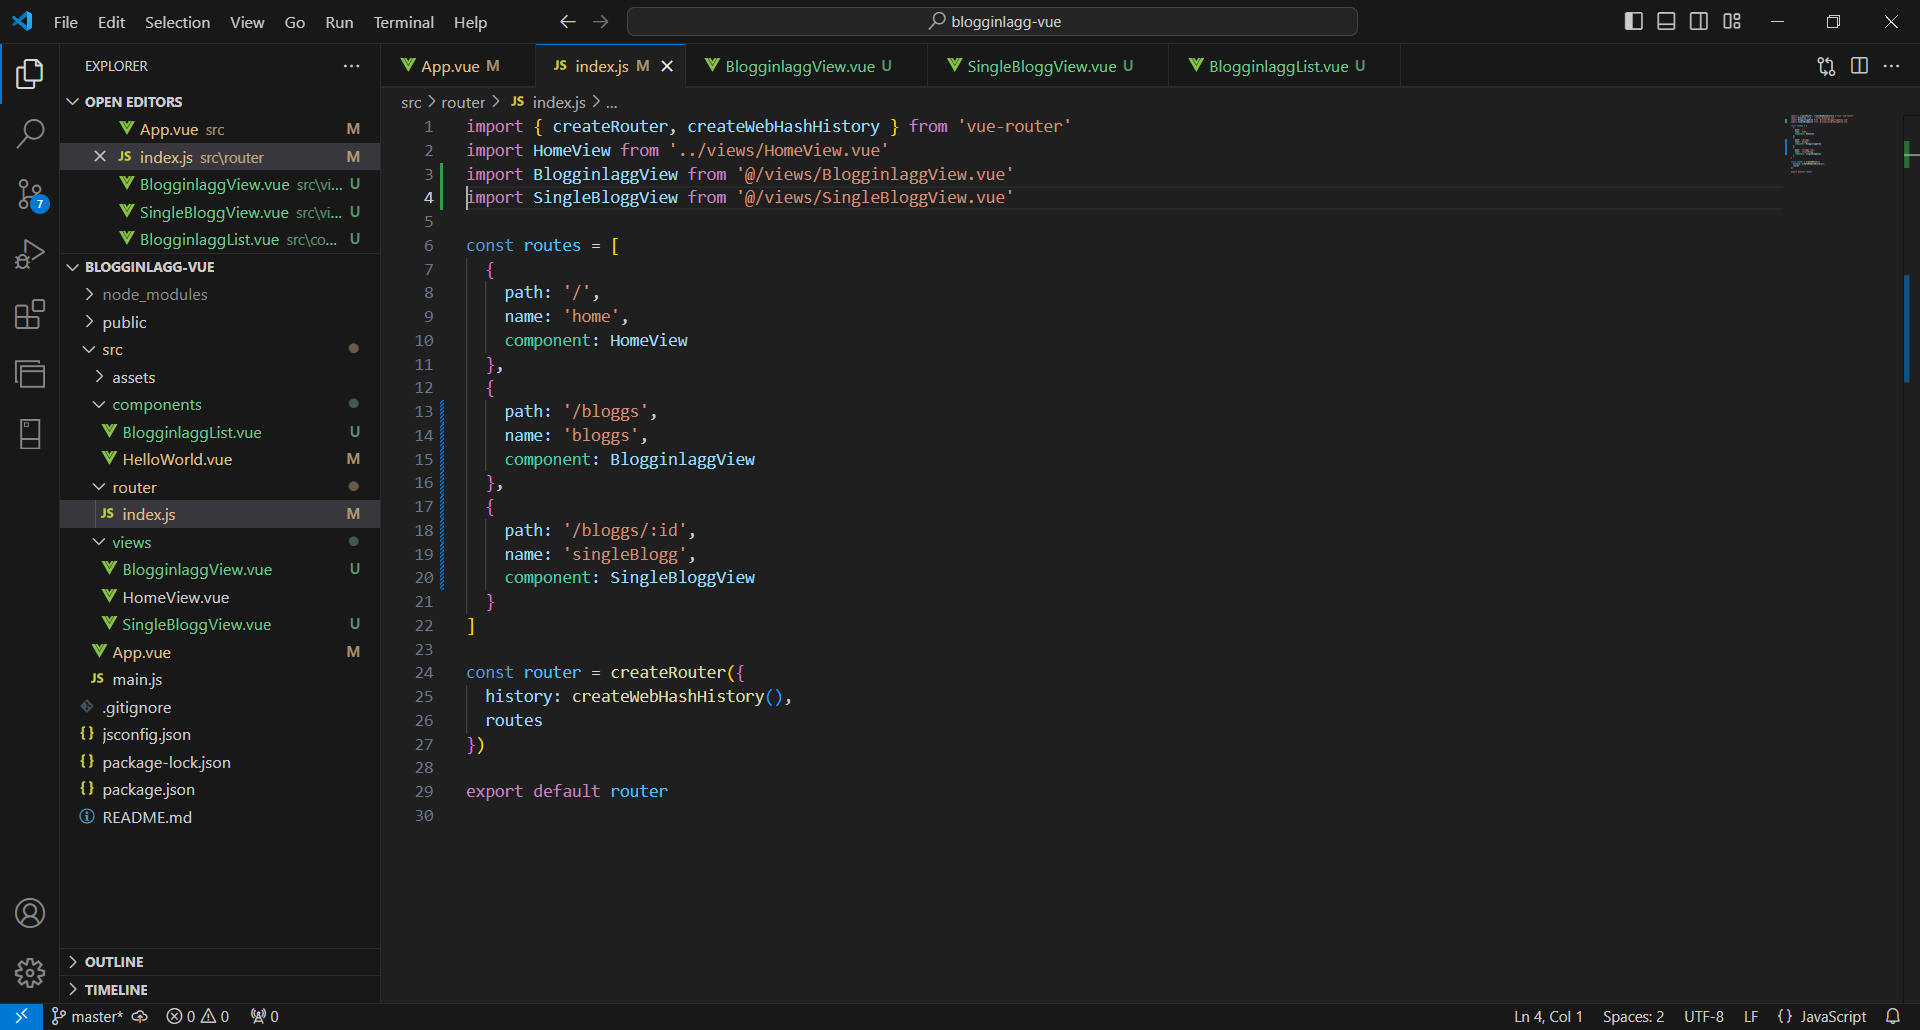 File Edit Selection View Go Run Terminal Help blogginlagg-vue
EXPLORER
OPEN EDITORS
App.vue src M
JS index.js src\router M
BlogginlaggView.vue src\vi... U
SingleBloggView.vue src\vi... U
BlogginlaggList.vue src\co... U
BLOGGINLAGG-VUE
node_modules
public
src
assets
components
BlogginlaggList.vue U
HelloWorld.vue M
router
JS index.js M
views
BlogginlaggView.vue U
HomeView.vue
SingleBloggView.vue U
App.vue M
JS main.js
.gitignore
{} jsconfig.json
{} package-lock.json
{} package.json
README.md
OUTLINE
TIMELINE
7
App.vue M JS index.js M BlogginlaggView.vue U SingleBloggView.vue U BlogginlaggList.vue U
src > router > JS index.js > ...
1 import { createRouter, createWebHashHistory } from 'vue-router'
2 import HomeView from '../views/HomeView.vue'
3 import BlogginlaggView from '@/views/BlogginlaggView.vue'
4 import SingleBloggView from '@/views/SingleBloggView.vue'
5
6 const routes = [
7 {
8 path: '/',
9 name: 'home',
10 component: HomeView
11 },
12 {
13 path: '/bloggs',
14 name: 'bloggs',
15 component: BlogginlaggView
16 },
17 {
18 path: '/bloggs/:id',
19 name: 'singleBlogg',
20 component: SingleBloggView
21 }
22 ]
23
24 const router = createRouter({
25 history: createWebHashHistory(),
26 routes
27 })
28
29 export default router
30
master* 0 0 0 Ln 4, Col 1 Spaces: 2 UTF-8 LF {} JavaScript